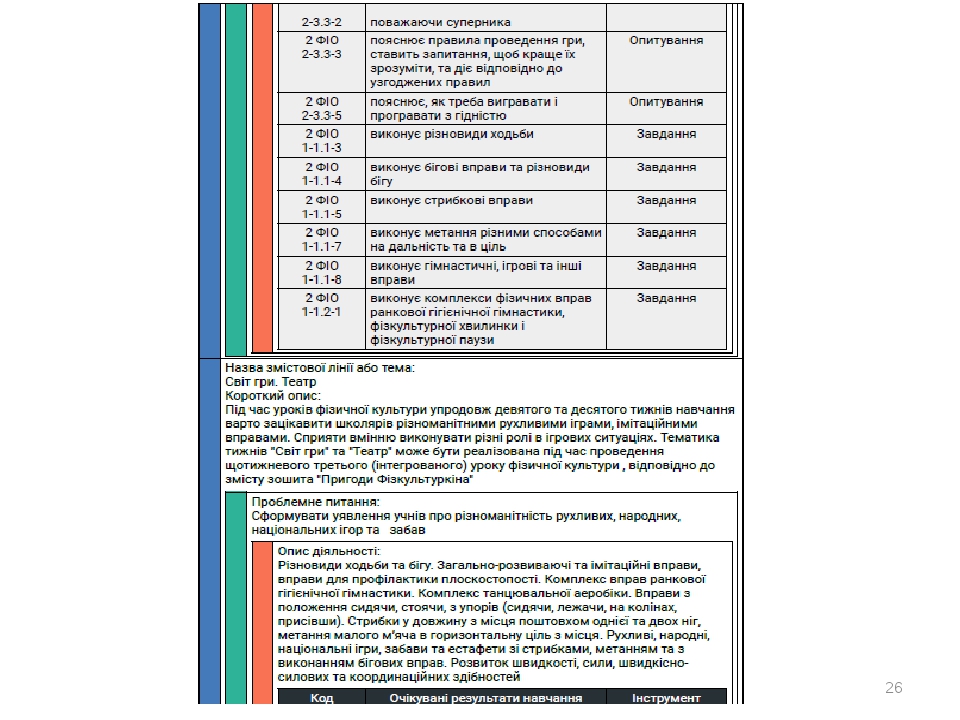 2-3.3-2 поважаючи суперника
2 ФІО пояснює правила проведення гри, Опитування
2-3.3-3 ставить запитання, щоб краще їх
зрозуміти, та діє відповідно до
узгоджених правил
2 ФІО пояснює, як треба вигравати і Опитування
2-3.3-5 програвати з гідністю
2 ФІО виконує різновиди ходьби Завдання
1-1.1-3
2 ФІО виконує бігові вправи та різновиди Завдання
1-1.1-4 бігу
2 ФІО виконує стрибкові вправи Завдання
1-1.1-5
2 ФІО виконує метання різними способами Завдання
1-1.1-7 на дальність та в ціль
2 ФІО виконує гімнастичні, ігрові та інші Завдання
1-1.1-8 вправи
2 ФІО виконує комплекси фізичних вправ Завдання
1-1.2-1 ранкової гігієнічної гімнастики,
фізкультурної хвилинки і
фізкультурної паузи
Назва змістової лінії або тема:
Світ гри. Театр
Короткий опис:
Під час уроків фізичної культури упродовж девятого та десятого тижнів навчання
варто зацікавити школярів різноманітними рухливими іграми, імітаційними
вправами. Сприяти вмінню виконувати різні ролі в ігрових ситуаціях. Тематика
тижнів "Світ гри" та "Театр" може бути реалізована під час проведення
щотижневого третього (інтегрованого) уроку фізичної культури , відповідно до
змісту зошита "Пригоди Фізкультуркіна"
Проблемне питання:
Сформувати уявлення учнів про різноманітність рухливих, народних,
національних ігор та забав
Опис діяльності:
Різновиди ходьби та бігу. Загально-розвиваючі та імітаційні вправи,
вправи для профілактики плоскостопості. Комплекс вправ ранкової
гігієнічної гімнастики. Комплекс танцювальної аеробіки. Вправи з
положення сидячи, стоячи, з упорів (сидячи, лежачи, на колінах,
присівши). Стрибки у довжину з місця поштовхом однієї та двох ніг,
метання малого м'яча в горизонтальну ціль з місця. Рухливі, народні,
національні ігри, забави та естафети зі стрибками, метанням та з
виконанням бігових вправ. Розвиток швидкості, сили, швидкісно-
силових та координаційних здібностей
Код Очікувані результати навчання Інструмент
26